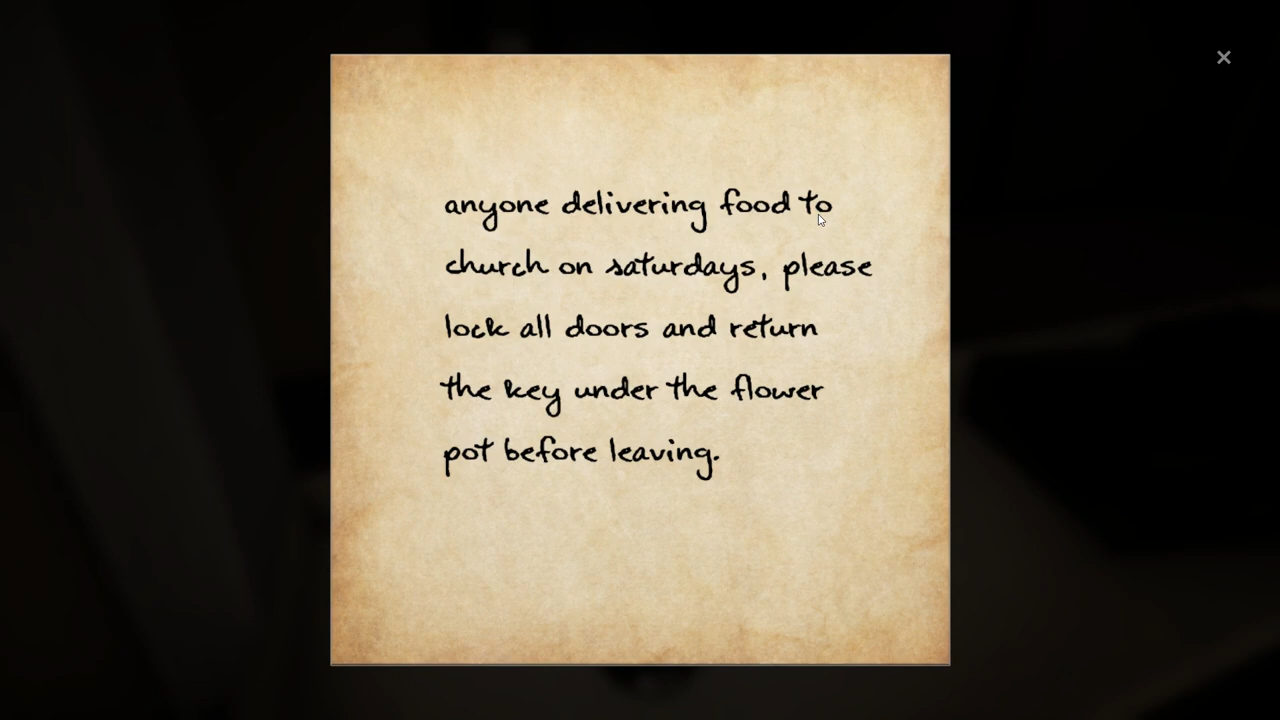 anyone delivering food to
church on saturdays, please
lock all doors and return
the key under the flower
pot before leaving.